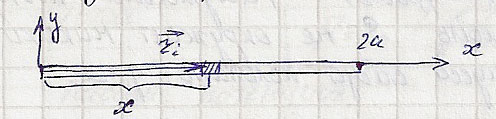 y
r⃗ᵢ 2a x
x